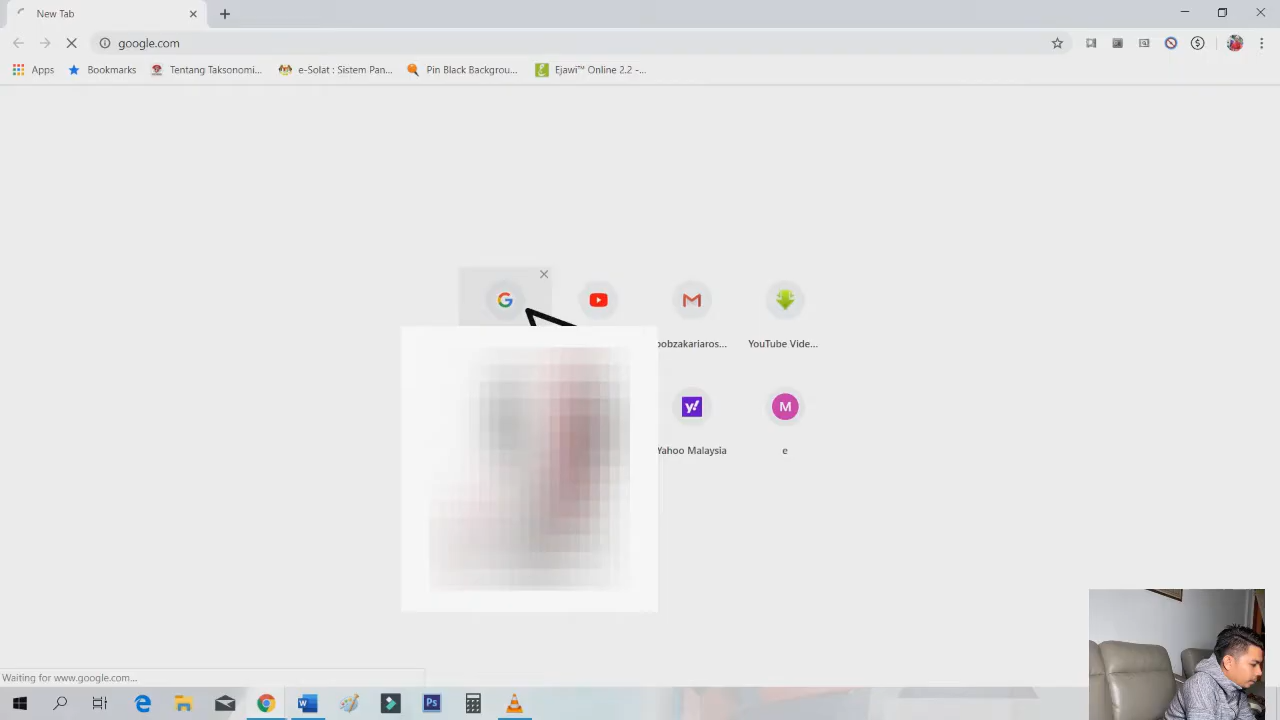 New Tab
google.com
Apps
Bookmarks
Tentang Taksonomi...
e-Solat : Sistem Pan...
Pin Black Backgrou...
Ejawi™ Online 2.2 -...
M
YouTube Vide...
y!
M
Yahoo Malaysia
e
Waiting for www.google.com...
W
Ps